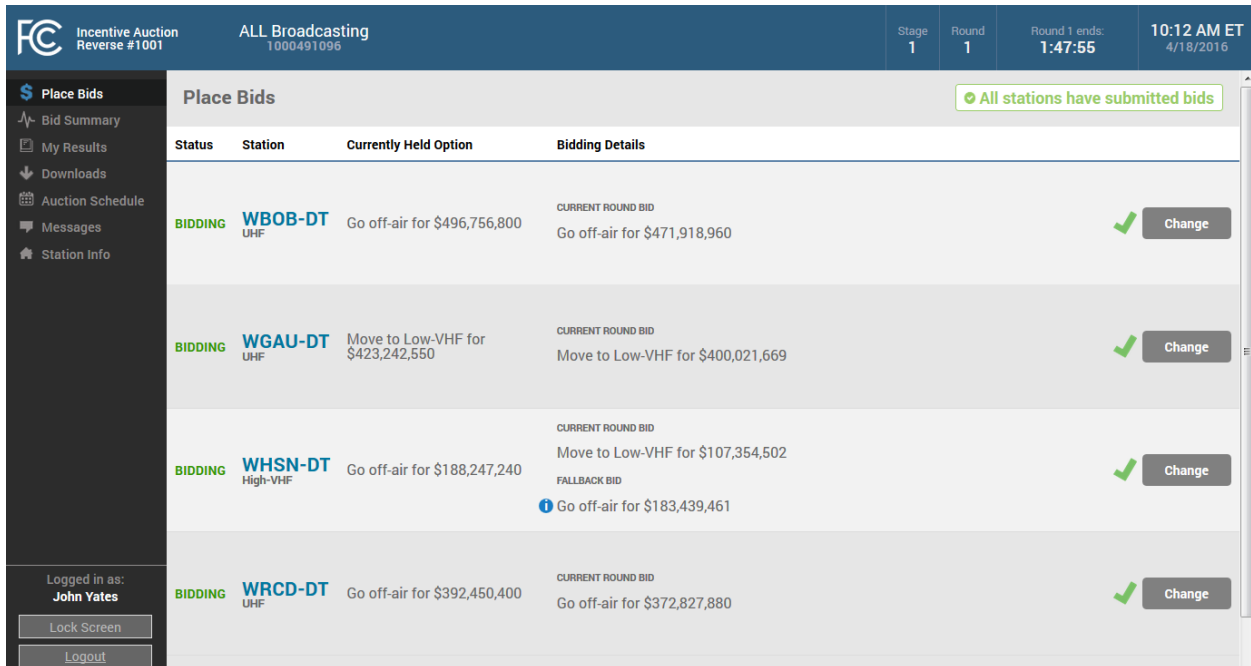 FCC Incentive Auction
Reverse #1001
ALL Broadcasting
1000491096
Stage
1
Round
1
Round 1 ends:
1:47:55
10:12 AM ET
4/18/2016
$ Place Bids
Bid Summary
My Results
Downloads
Auction Schedule
Messages
Station Info
Logged in as:
John Yates
Lock Screen
Logout
Place Bids
All stations have submitted bids
Status Station Currently Held Option Bidding Details
BIDDING WBOB-DT Go off-air for $496,756,800
UHF
CURRENT ROUND BID
Go off-air for $471,918,960
Change
BIDDING WGAU-DT Move to Low-VHF for
$423,242,550
UHF
CURRENT ROUND BID
Move to Low-VHF for $400,021,669
Change
BIDDING WHSN-DT Go off-air for $188,247,240
High-VHF
CURRENT ROUND BID
Move to Low-VHF for $107,354,502
FALLBACK BID
i Go off-air for $183,439,461
Change
BIDDING WRCD-DT Go off-air for $392,450,400
UHF
CURRENT ROUND BID
Go off-air for $372,827,880
Change